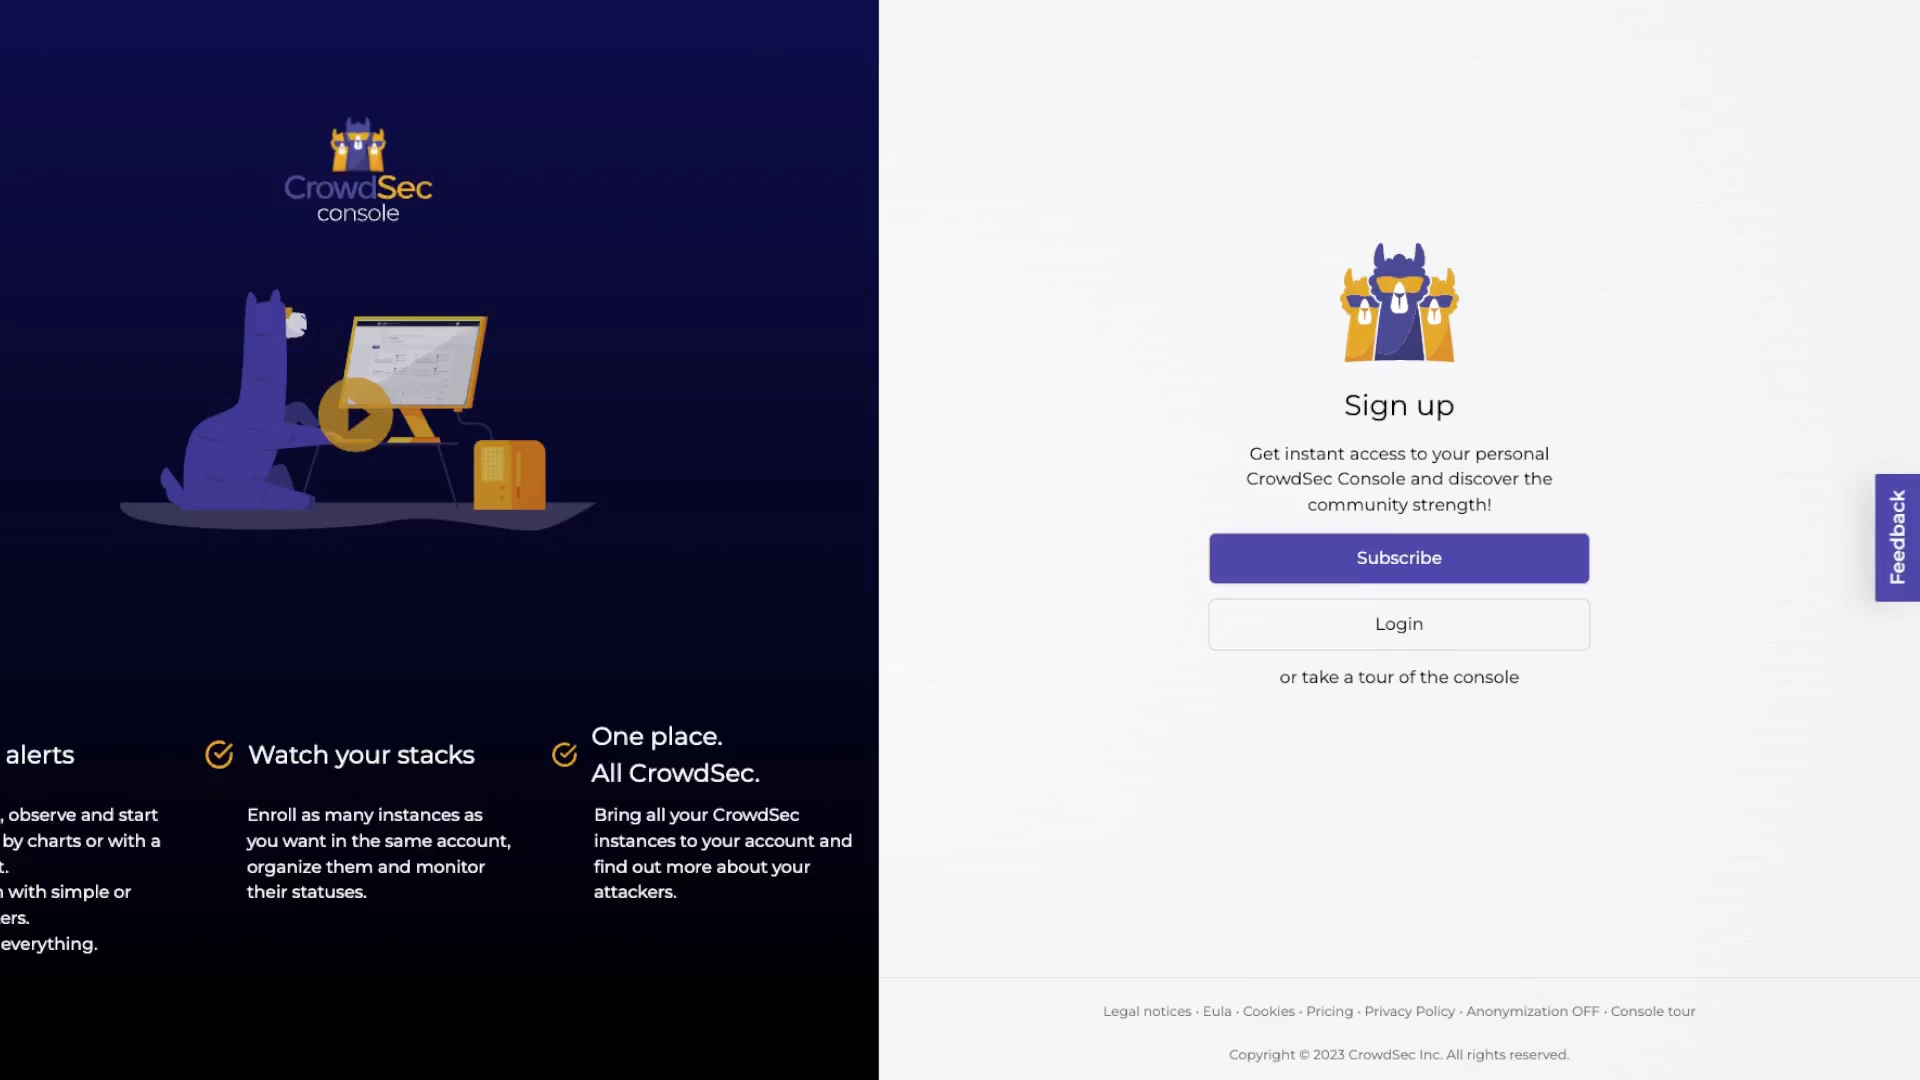 CrowdSec
console
alerts
, observe and start
by charts or with a
t.
with simple or
ers.
everything.
Watch your stacks
Enroll as many instances as
you want in the same account,
organize them and monitor
their statuses.
One place.
All CrowdSec.
Bring all your CrowdSec
instances to your account and
find out more about your
attackers.
Sign up
Get instant access to your personal
CrowdSec Console and discover the
community strength!
Subscribe
Login
or take a tour of the console
Feedback
Legal notices · Eula · Cookies · Pricing · Privacy Policy · Anonymization OFF · Console tour
Copyright © 2023 CrowdSec Inc. All rights reserved.